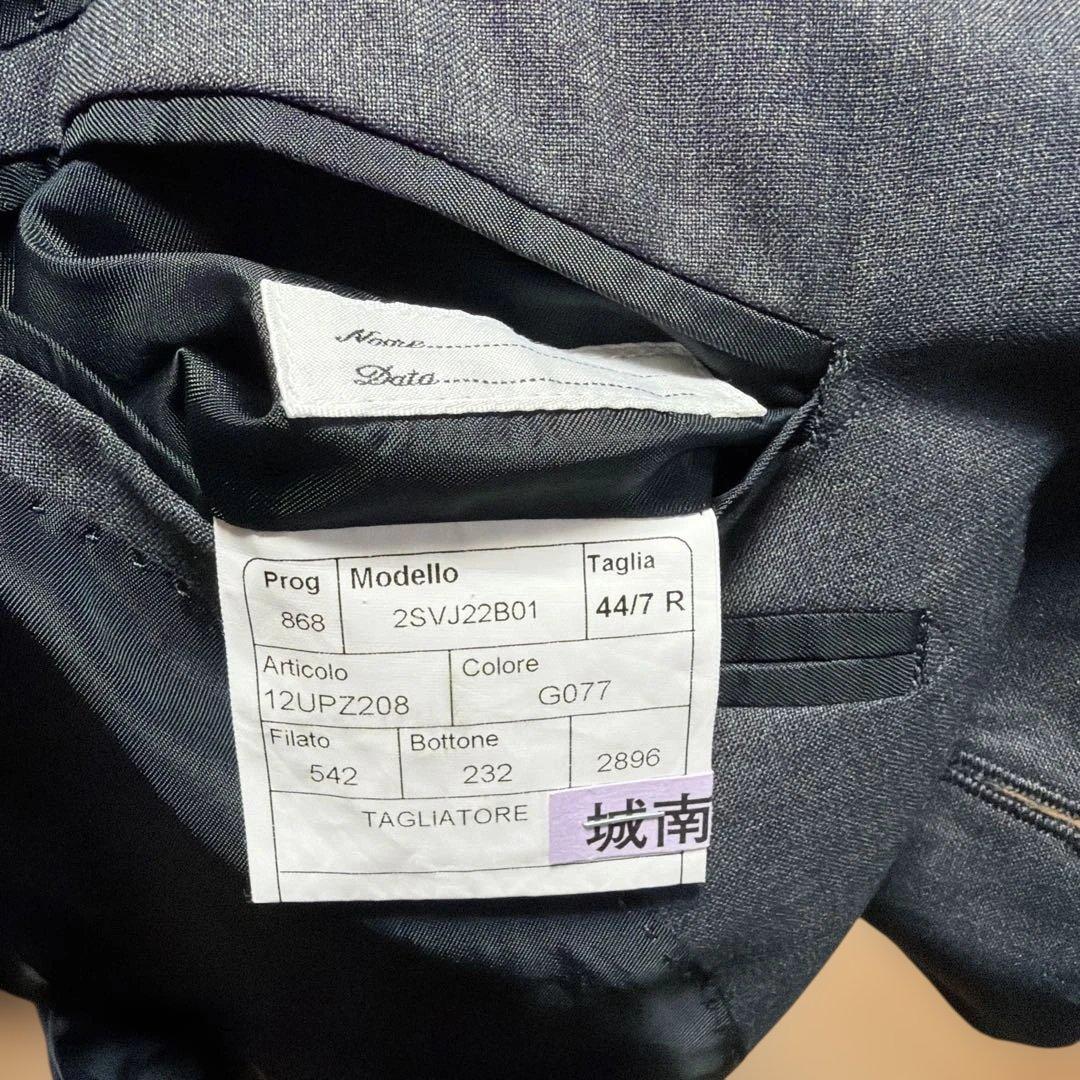 Nome
Data
Prog Modello Taglia
868 2SVJ22B01 44/7 R
Articolo Colore
12UPZ208 G077
Filato Bottone
542 232 2896
TAGLiATORE
城南